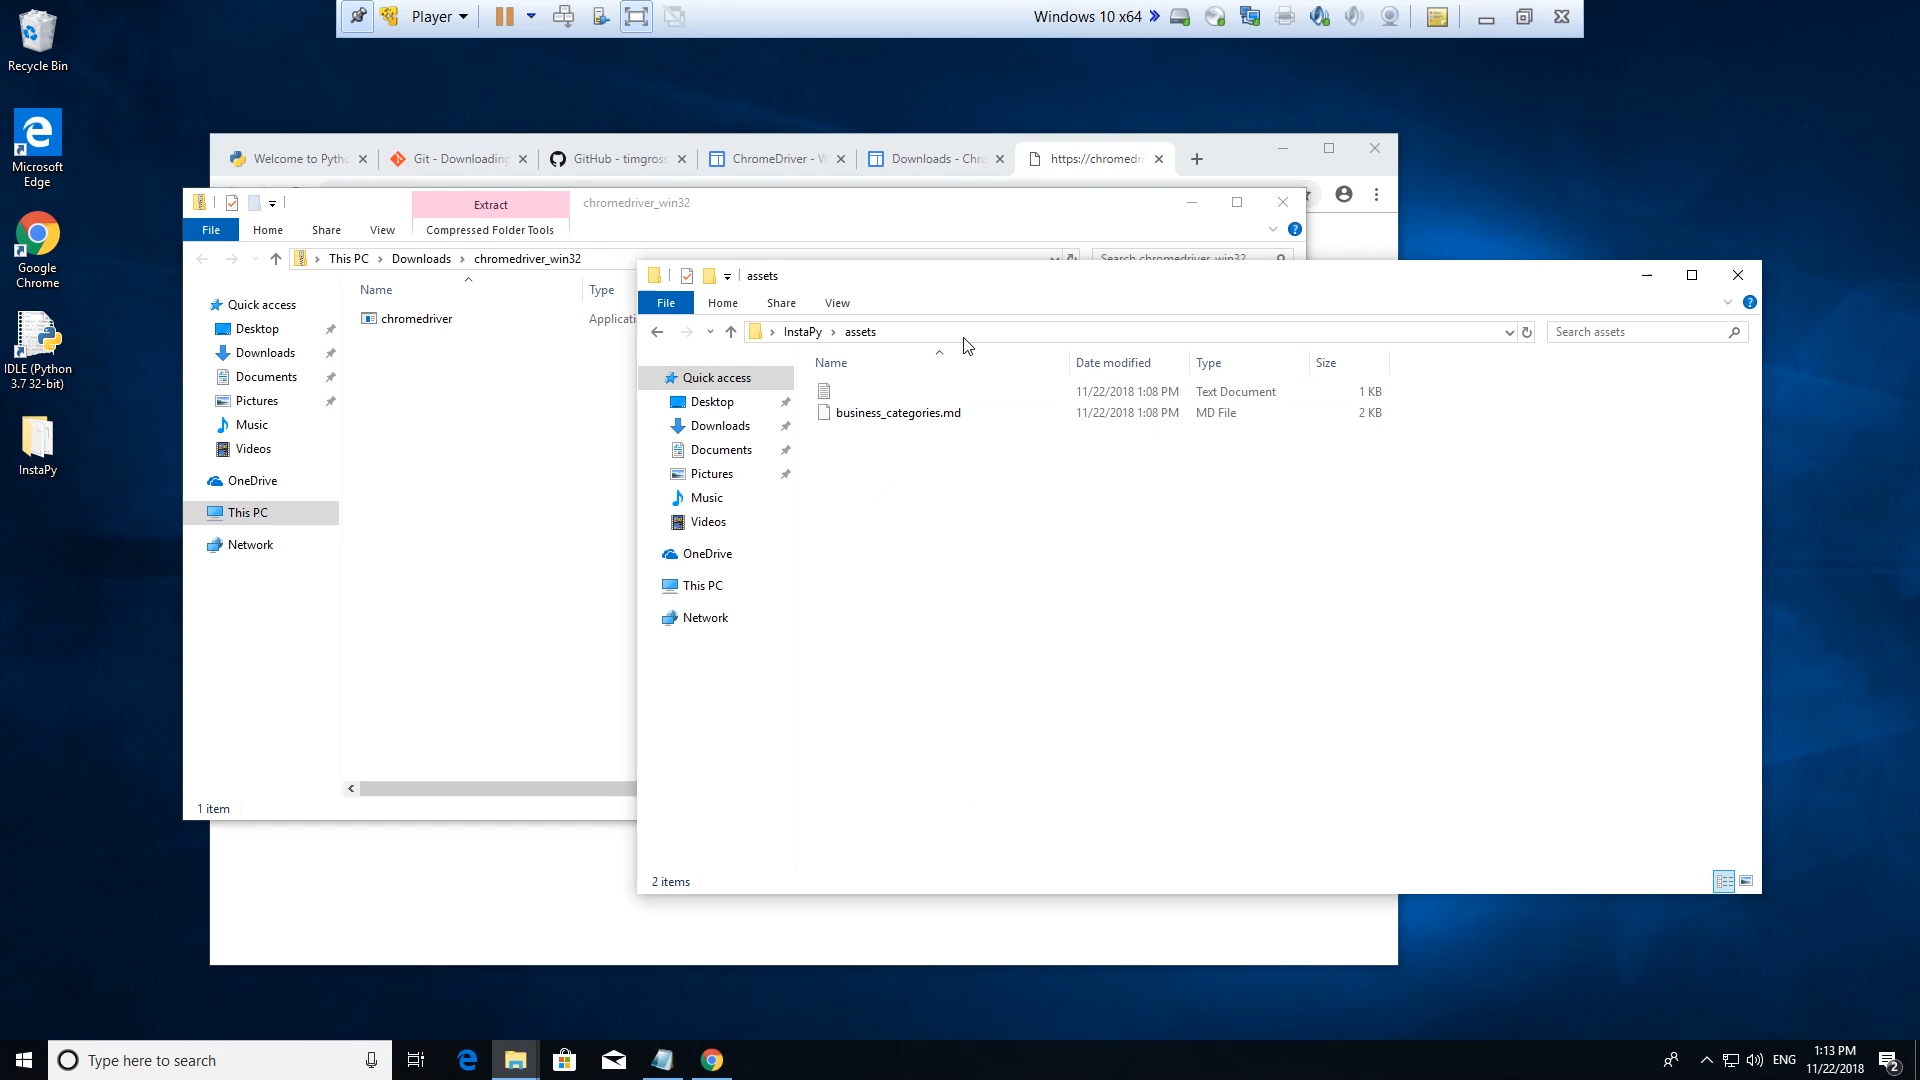 Player
Windows 10 x64
Recycle Bin
Microsoft
Edge
Google
Chrome
IDLE (Python
3.7 32-bit)
InstaPy
Welcome to Pyth
Git - Downloading
GitHub - timgros
ChromeDriver - W
Downloads - Chr
https://chromedri
Extract
chromedriver_win32
File
Home
Share
View
Compressed Folder Tools
This PC
Downloads
chromedriver_win32
Search chromedriver_win32
Name
Type
chromedriver
Applicati
Quick access
Desktop
Downloads
Documents
Pictures
Music
Videos
OneDrive
This PC
Network
1 item
assets
File
Home
Share
View
InstaPy
assets
Search assets
Name
Date modified
Type
Size
11/22/2018 1:08 PM
Text Document
1 KB
business_categories.md
11/22/2018 1:08 PM
MD File
2 KB
Quick access
Desktop
Downloads
Documents
Pictures
Music
Videos
OneDrive
This PC
Network
2 items
Type here to search
ENG
1:13 PM
11/22/2018
2